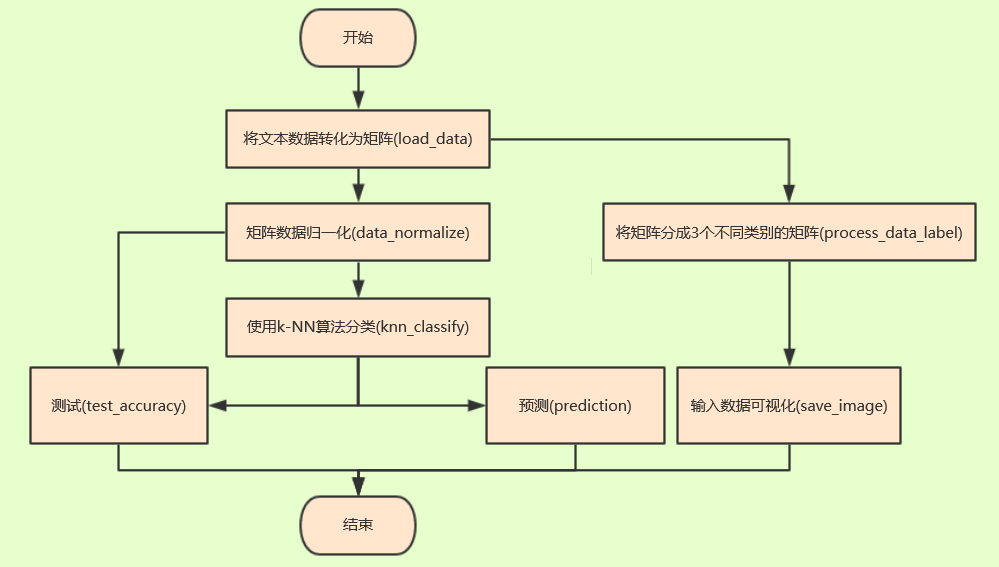 开始
将文本数据转化为矩阵(load_data)
矩阵数据归一化(data_normalize)
将矩阵分成3个不同类别的矩阵(process_data_label)
使用k-NN算法分类(knn_classify)
测试(test_accuracy)
预测(prediction)
输入数据可视化(save_image)
结束